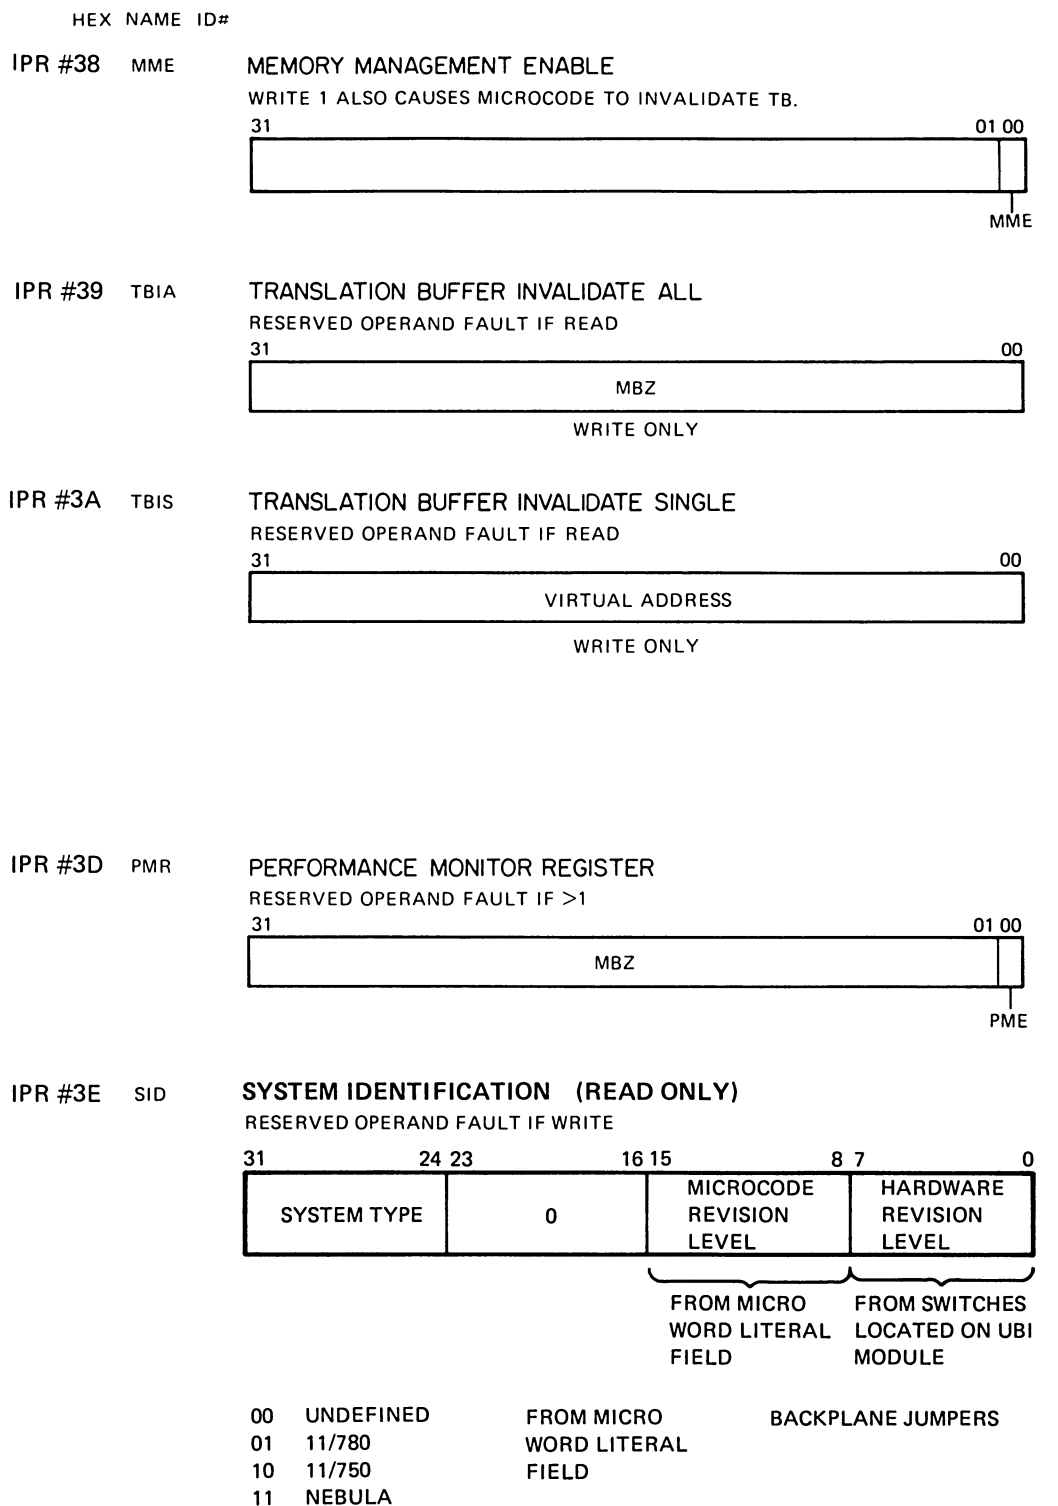 HEX NAME ID#
IPR #38 MME MEMORY MANAGEMENT ENABLE
WRITE 1 ALSO CAUSES MICROCODE TO INVALIDATE TB.
31 01 00
MME
IPR #39 TBIA TRANSLATION BUFFER INVALIDATE ALL
RESERVED OPERAND FAULT IF READ
31 00
MBZ
WRITE ONLY
IPR #3A TBIS TRANSLATION BUFFER INVALIDATE SINGLE
RESERVED OPERAND FAULT IF READ
31 00
VIRTUAL ADDRESS
WRITE ONLY
IPR #3D PMR PERFORMANCE MONITOR REGISTER
RESERVED OPERAND FAULT IF >1
31 01 00
MBZ
PME
IPR #3E SID SYSTEM IDENTIFICATION (READ ONLY)
RESERVED OPERAND FAULT IF WRITE
31 24 23 16 15 8 7 0
MICROCODE HARDWARE
SYSTEM TYPE 0 REVISION REVISION
LEVEL LEVEL
FROM MICRO FROM SWITCHES
WORD LITERAL LOCATED ON UBI
FIELD MODULE
00 UNDEFINED FROM MICRO BACKPLANE JUMPERS
01 11/780 WORD LITERAL
10 11/750 FIELD
11 NEBULA